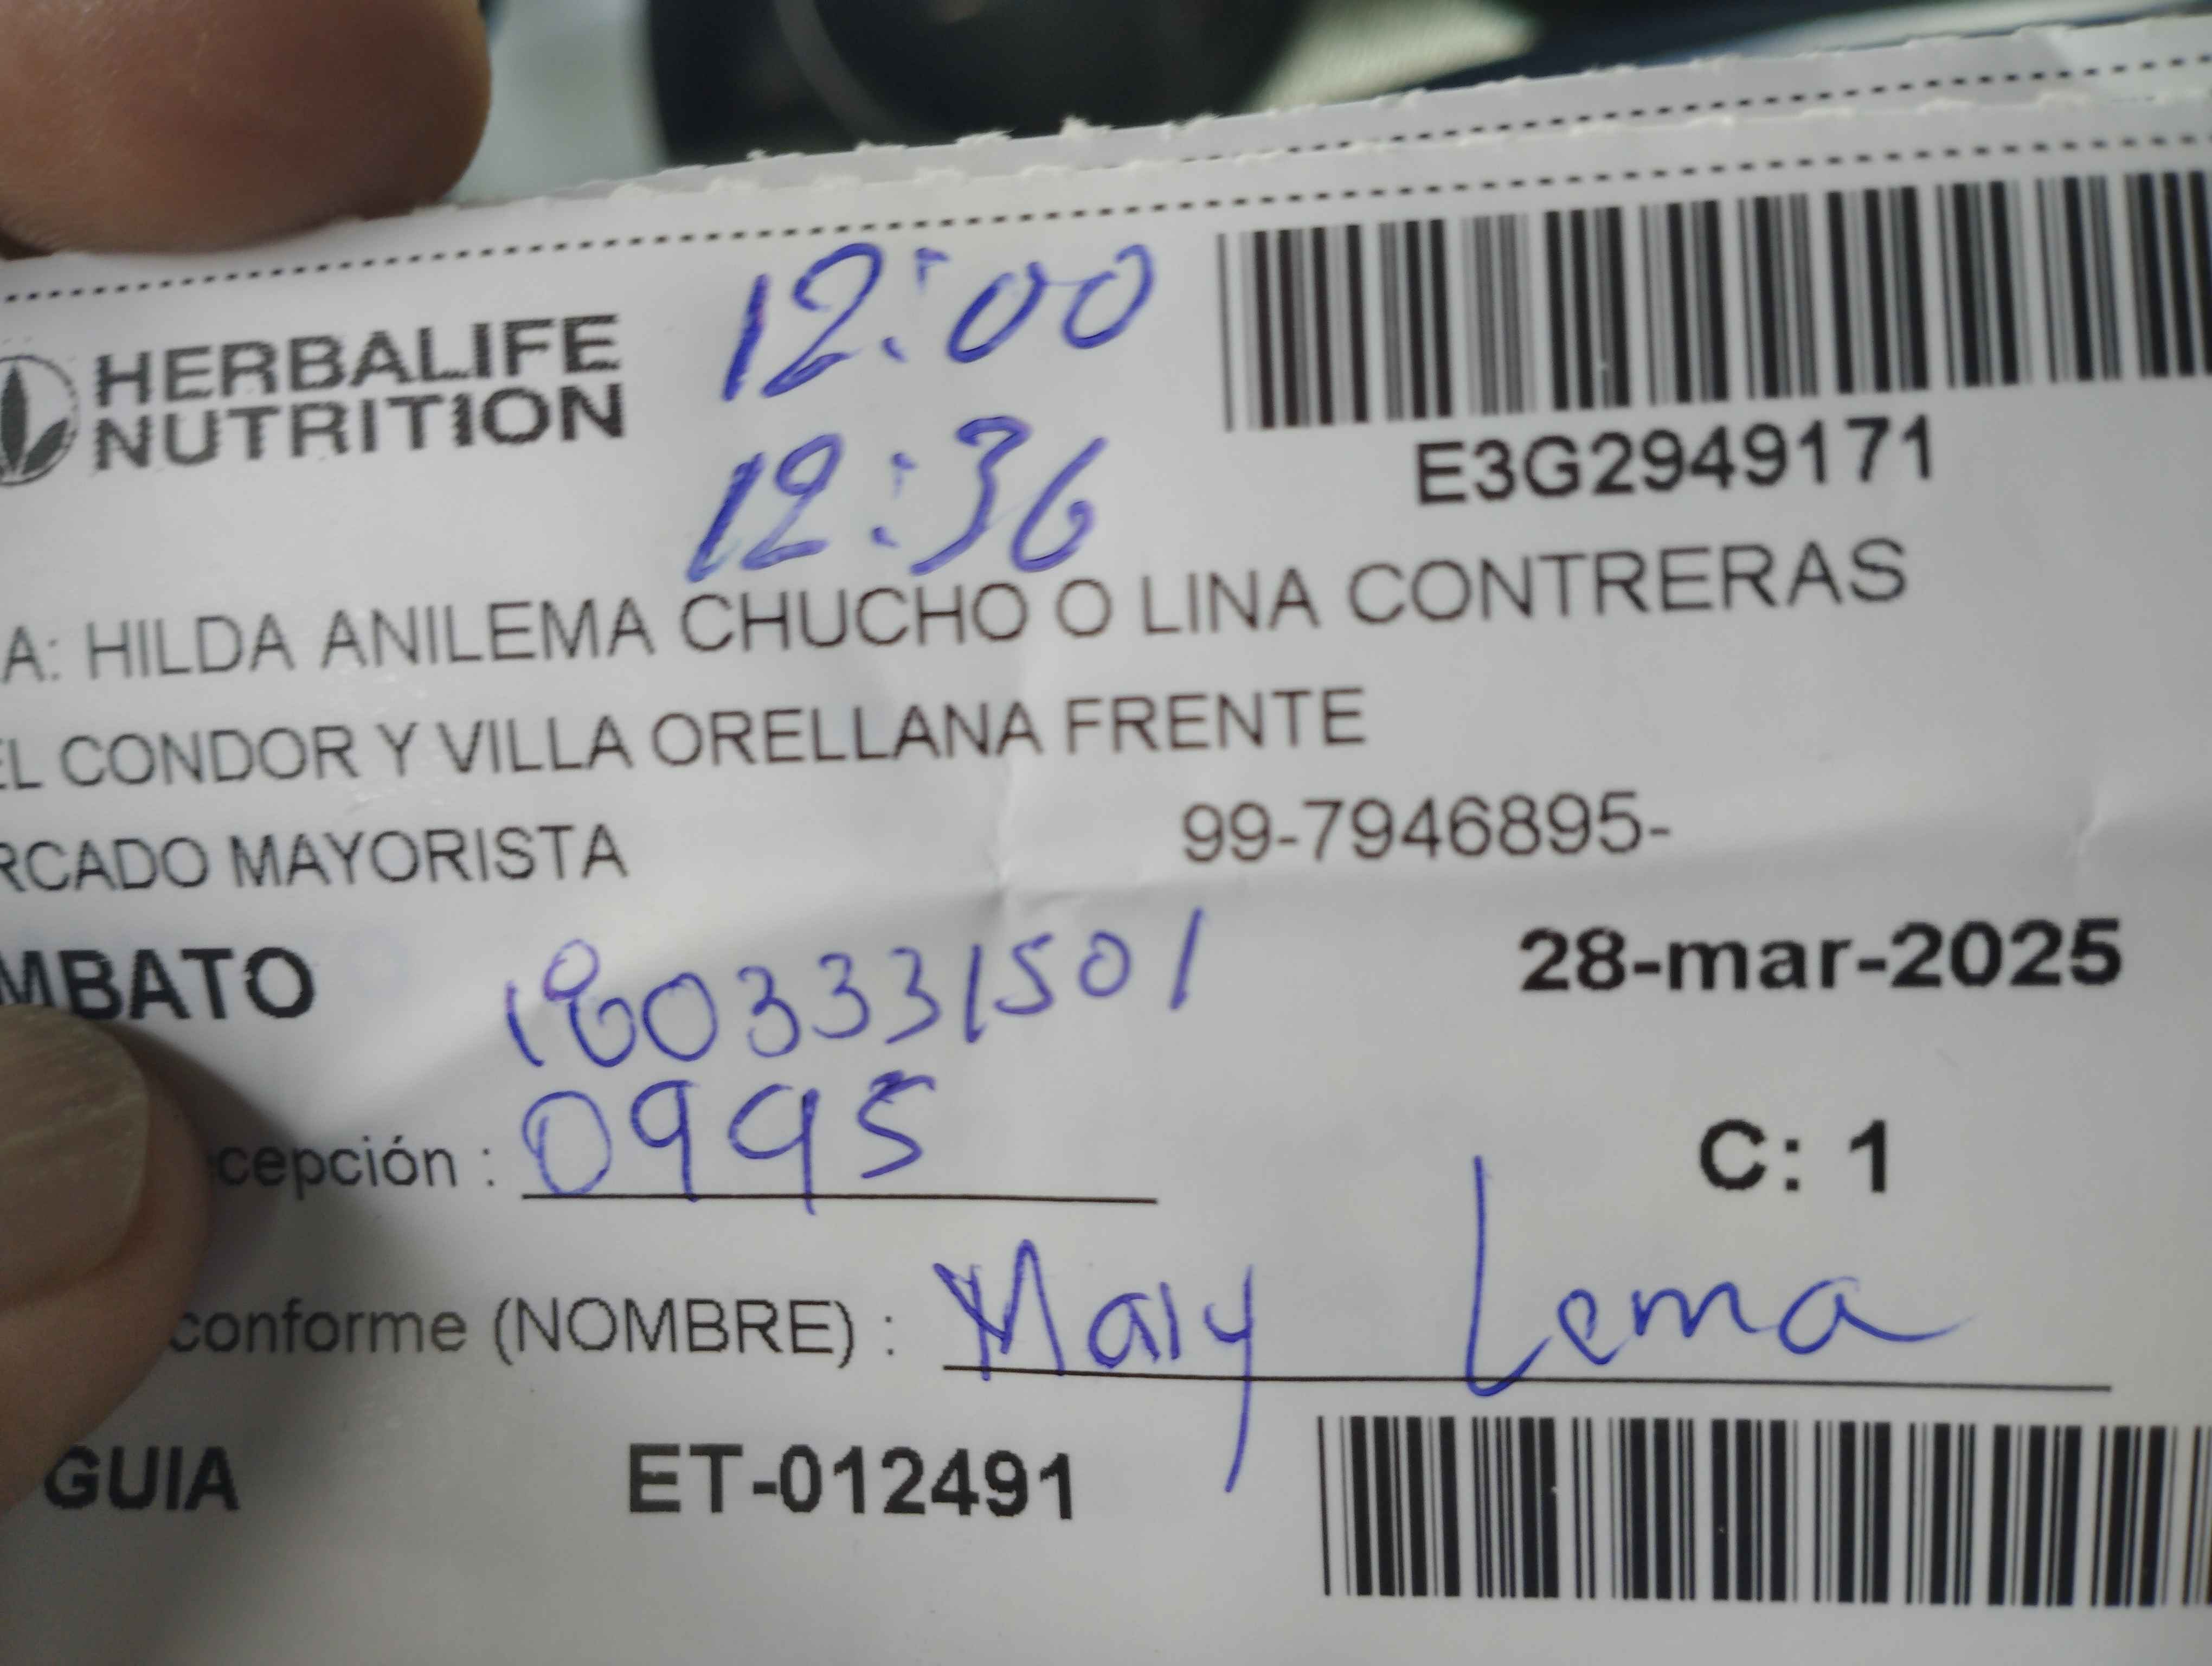 HERBALIFE
NUTRITION
12:00
12:36
E3G2949171
A: HILDA ANILEMA CHUCHO O LINA CONTRERAS
EL CONDOR Y VILLA ORELLANA FRENTE
RCADO MAYORISTA 99-7946895-
MBATO 1803331501 28-mar-2025
cepción : 0995 C: 1
conforme (NOMBRE) : Mary Lema
GUIA ET-012491